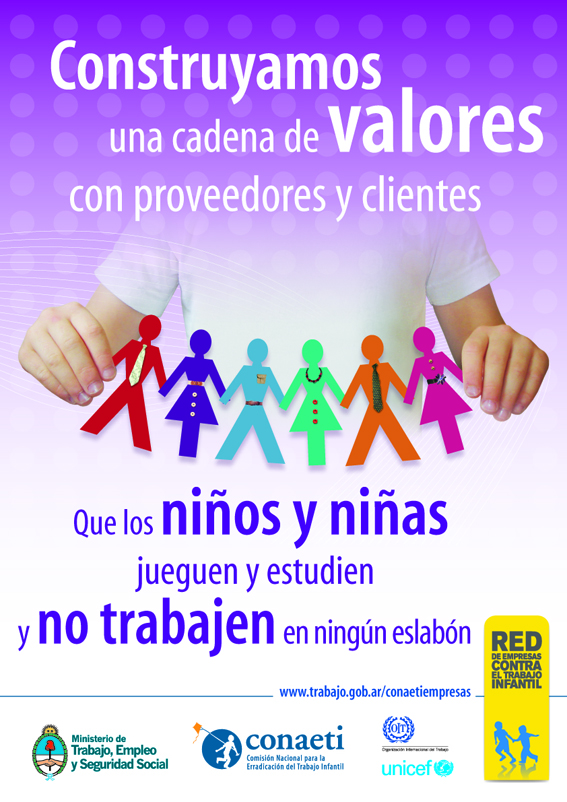 Construyamos
una cadena de valores
con proveedores y clientes
Que los niños y niñas
jueguen y estudien
y no trabajen en ningún eslabón
RED
DE EMPRESAS
CONTRA
EL TRABAJO
INFANTIL
www.trabajo.gob.ar/conaetiempresas
Ministerio de
Trabajo, Empleo
y Seguridad Social
conaeti
Comisión Nacional para la
Erradicación del Trabajo Infantil
OIT
Organización Internacional del Trabajo
unicef